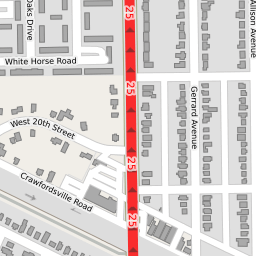 Oaks Drive
25
Allison Avenue
White Horse Road
25
Gerrard Avenue
West 20th Street
25
Crawfordsville Road
25